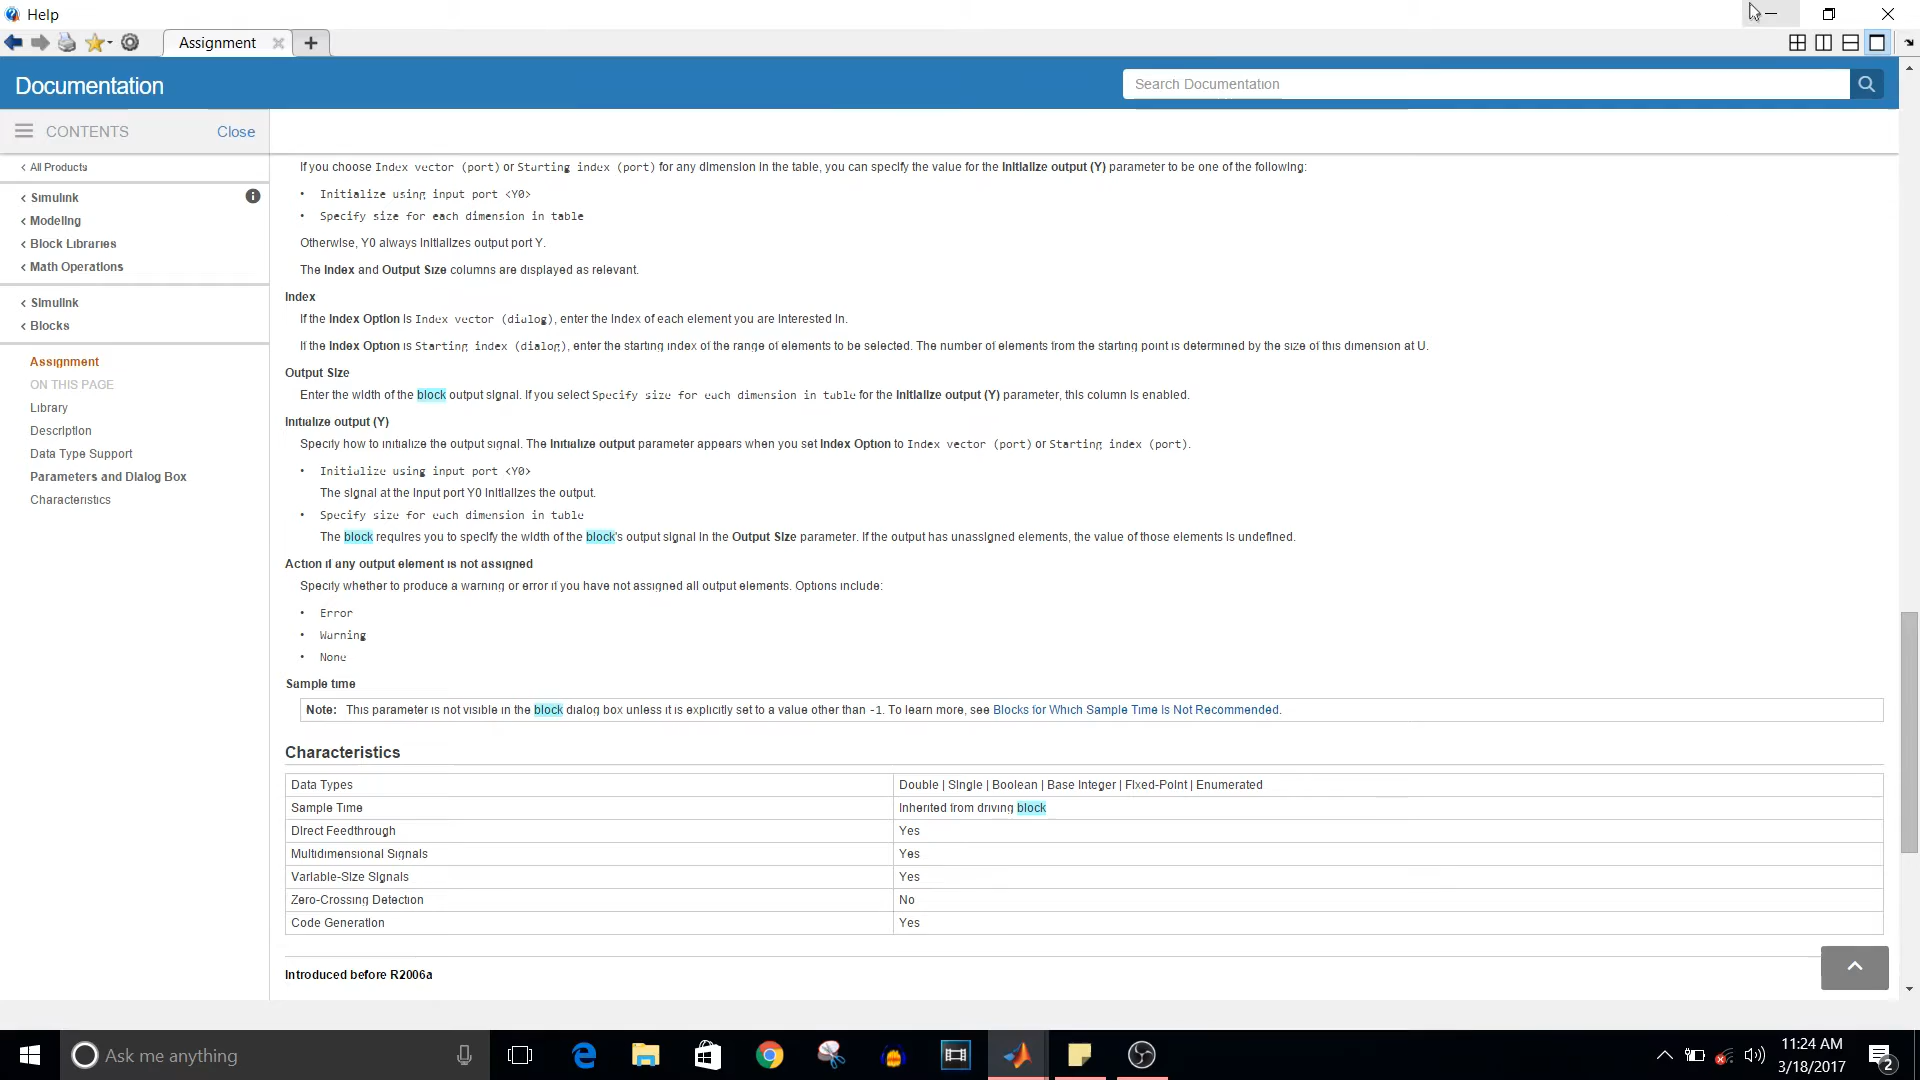 Help
Assignment
Documentation
Search Documentation
CONTENTS
Close
< All Products
< Simulink
< Modeling
< Block Libraries
< Math Operations
< Simulink
< Blocks
Assignment
ON THIS PAGE
Library
Description
Data Type Support
Parameters and Dialog Box
Characteristics
If you choose Index vector (port) or Starting index (port) for any dimension in the table, you can specify the value for the Initialize output (Y) parameter to be one of the following:
• Initialize using input port <Y0>
• Specify size for each dimension in table
Otherwise, Y0 always initializes output port Y.
The Index and Output Size columns are displayed as relevant.
Index
If the Index Option is Index vector (dialog), enter the index of each element you are interested in.
If the Index Option is Starting index (dialog), enter the starting index of the range of elements to be selected. The number of elements from the starting point is determined by the size of this dimension at U.
Output Size
Enter the width of the block output signal. If you select Specify size for each dimension in table for the Initialize output (Y) parameter, this column is enabled.
Initialize output (Y)
Specify how to initialize the output signal. The Initialize output parameter appears when you set Index Option to Index vector (port) or Starting index (port).
• Initialize using input port <Y0>
The signal at the input port Y0 initializes the output.
• Specify size for each dimension in table
The block requires you to specify the width of the block's output signal in the Output Size parameter. If the output has unassigned elements, the value of those elements is undefined.
Action if any output element is not assigned
Specify whether to produce a warning or error if you have not assigned all output elements. Options include:
• Error
• Warning
• None
Sample time
Note: This parameter is not visible in the block dialog box unless it is explicitly set to a value other than -1. To learn more, see Blocks for Which Sample Time Is Not Recommended.
Characteristics
Data Types Double | Single | Boolean | Base Integer | Fixed-Point | Enumerated
Sample Time Inherited from driving block
Direct Feedthrough Yes
Multidimensional Signals Yes
Variable-Size Signals Yes
Zero-Crossing Detection No
Code Generation Yes
Introduced before R2006a
Ask me anything
11:24 AM
3/18/2017
2